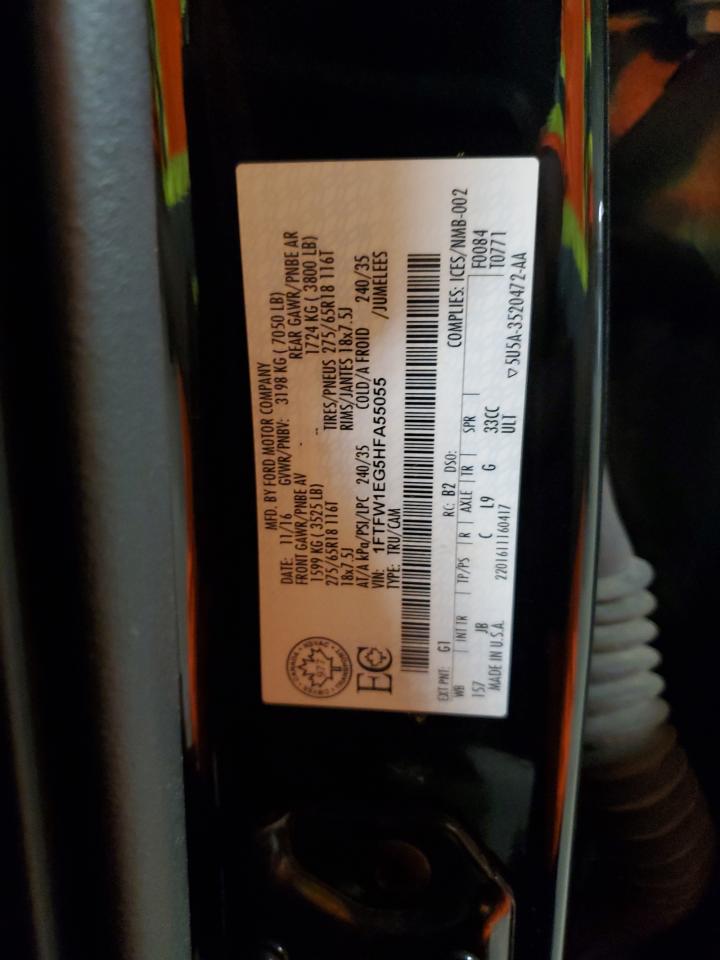 MFD. BY FORD MOTOR COMPANY
DATE: 11/16 GVWR/PNBV: 3198 KG ( 7050 LB)
FRONT GAWR/PNBE AV REAR GAWR/PNBE AR
1599 KG ( 3525 LB) 1724 KG ( 3800 LB)
275/65R18 116T TIRES/PNEUS 275/65R18 116T
18x7.5J RIMS/JANTES 18x7.5J
AT/A kPa/PSI/LPC 240/35 COLD/A FROID 240/35
VIN: 1FTFW1EG5HFA55055 /JUMELEES
TYPE: TRU/CAM
EC
EXT PNT: G1 RC: B2 DSO: COMPLIES: ICES/NMB-002
WB INT TR TP/PS R AXLE TR SPR F0084
157 JB C L9 G 33CC T0771
MADE IN U.S.A. 2201611160417 ULT ▽5U5A-3520472-AA